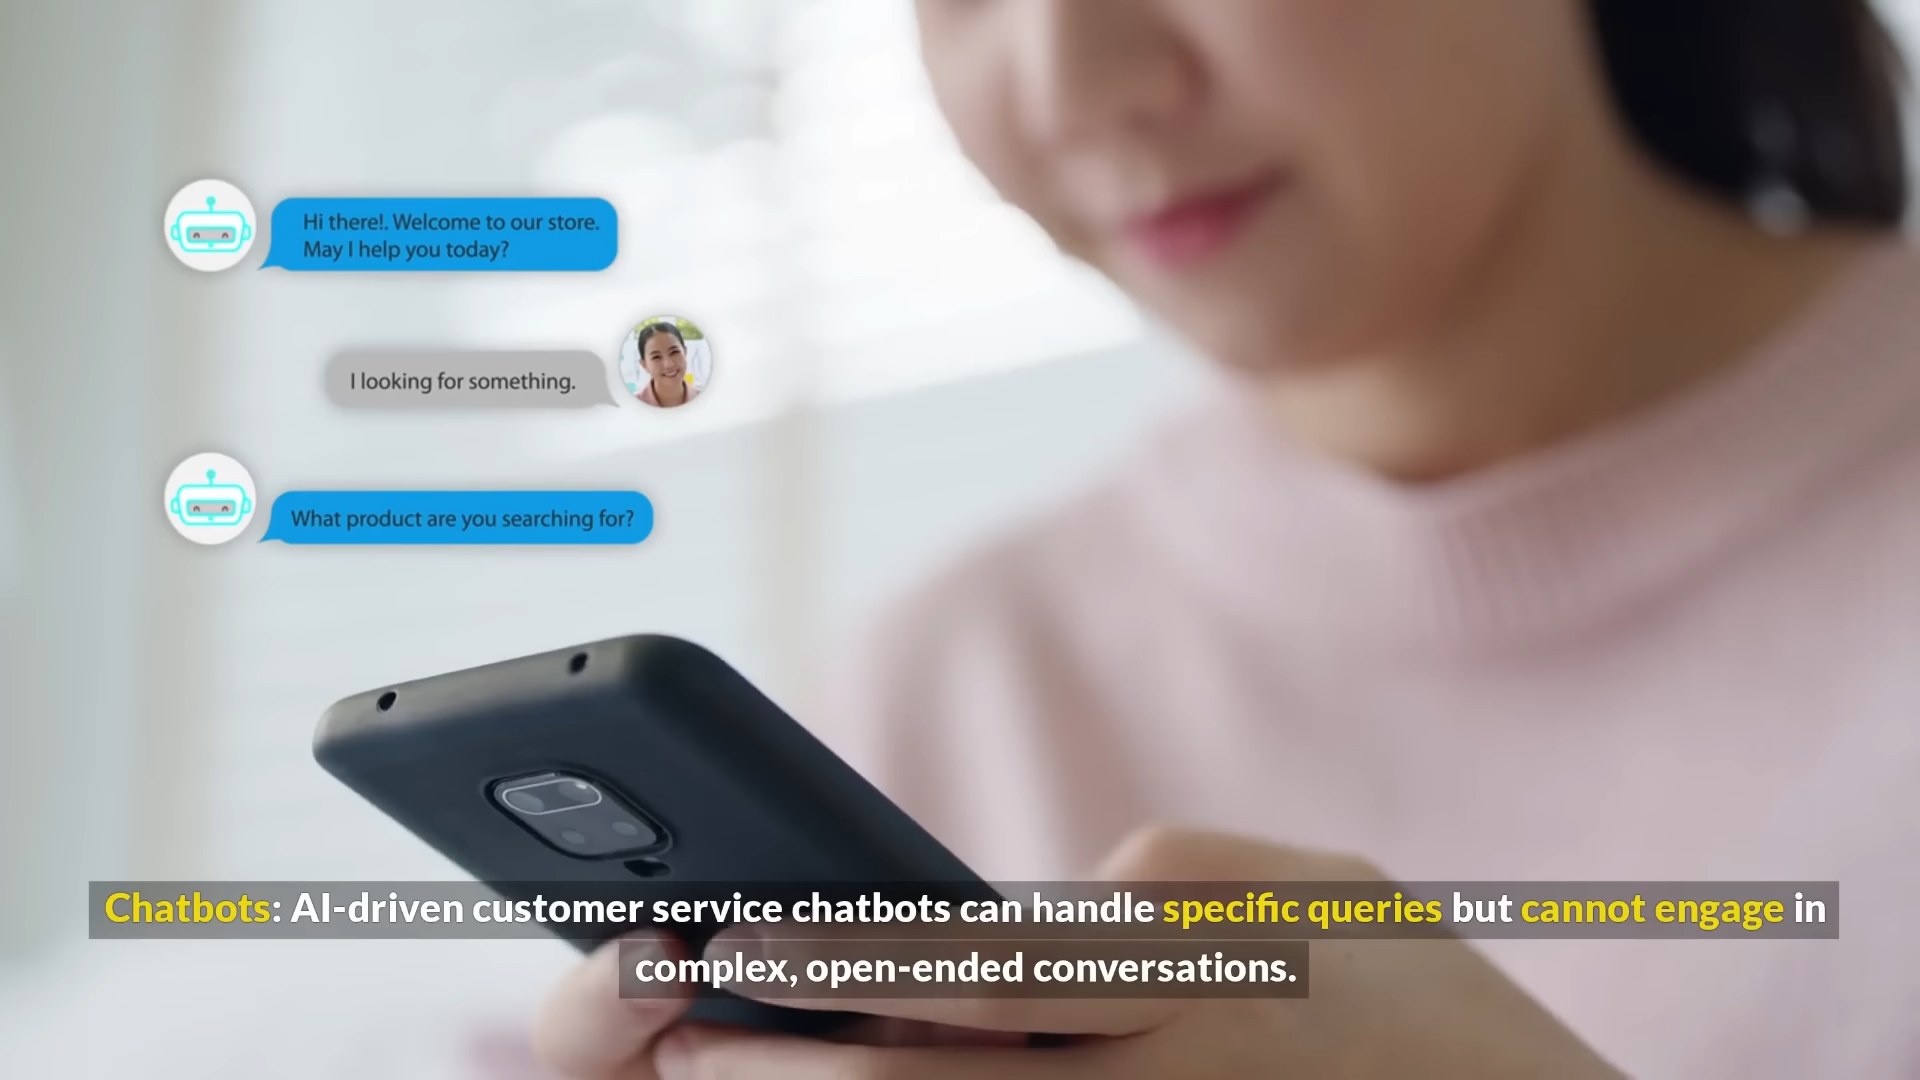 Hi there!. Welcome to our store.
May I help you today?
I looking for something.
What product are you searching for?
Chatbots: AI-driven customer service chatbots can handle specific queries but cannot engage in
complex, open-ended conversations.